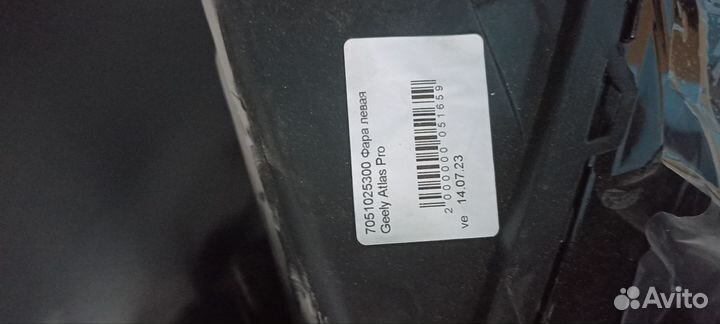 7051025300 Фара левая
Geely Atlas Pro
2000000051659
ve 14.07.23
Avito